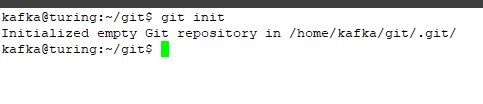 kafka@turing:~/git$ git init
Initialized empty Git repository in /home/kafka/git/.git/
kafka@turing:~/git$